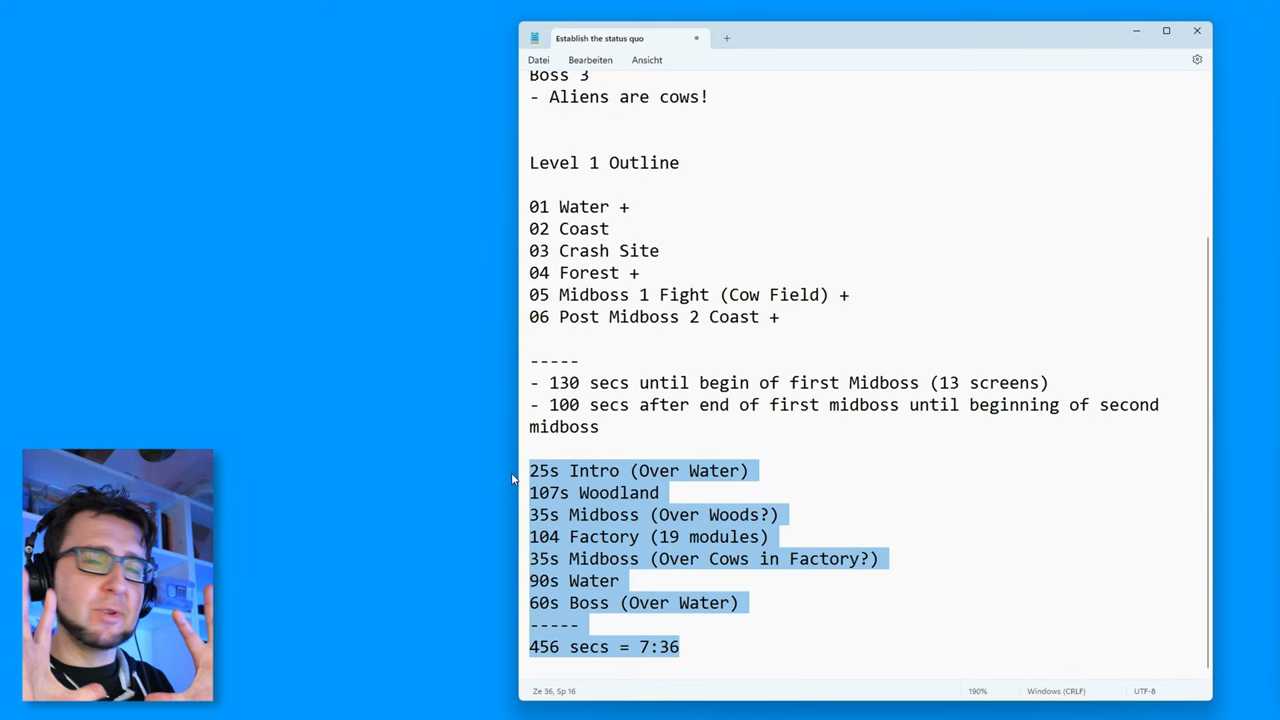 Establish the status quo
Datei Bearbeiten Ansicht
Boss 3
- Aliens are cows!
Level 1 Outline
01 Water +
02 Coast
03 Crash Site
04 Forest +
05 Midboss 1 Fight (Cow Field) +
06 Post Midboss 2 Coast +
-----
- 130 secs until begin of first Midboss (13 screens)
- 100 secs after end of first midboss until beginning of second
midboss
25s Intro (Over Water)
107s Woodland
35s Midboss (Over Woods?)
104 Factory (19 modules)
35s Midboss (Over Cows in Factory?)
90s Water
60s Boss (Over Water)
-----
456 secs = 7:36
Ze 36, Sp 16 190% Windows (CRLF) UTF-8